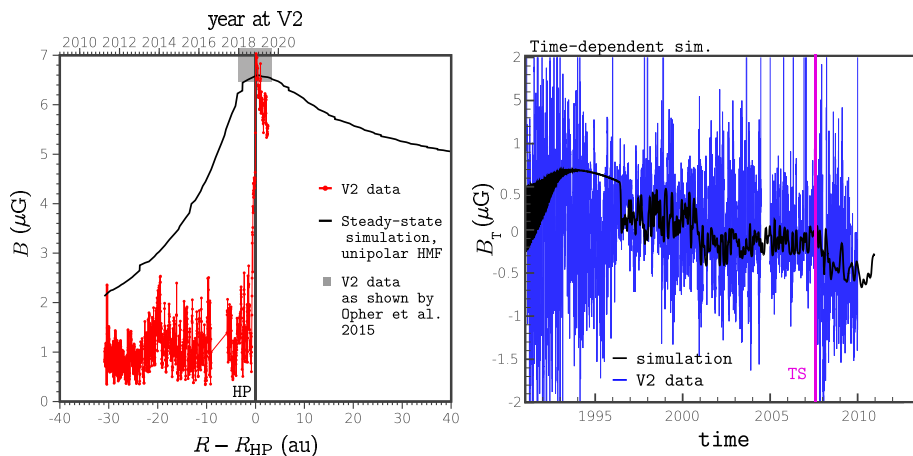 year at V2
2010 2012 2014 2016 2018 2020
7
6
5
4
3
2
1
0
B (μG)
V2 data
Steady-state
simulation,
unipolar HMF
V2 data
as shown by
Opher et al.
2015
HP
-40 -30 -20 -10 0 10 20 30 40
R − R_HP (au)
Time-dependent sim.
2
5
1
0.5
0
-0.5
-1
-1.5
-2
B_T (μG)
simulation
V2 data
TS
1995 2000 2005 2010
time